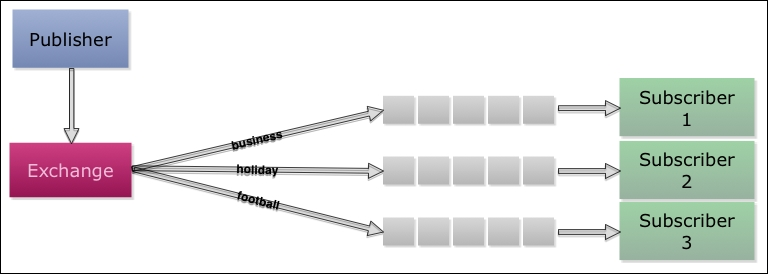 Publisher
Exchange
business
holiday
football
Subscriber
1
Subscriber
2
Subscriber
3